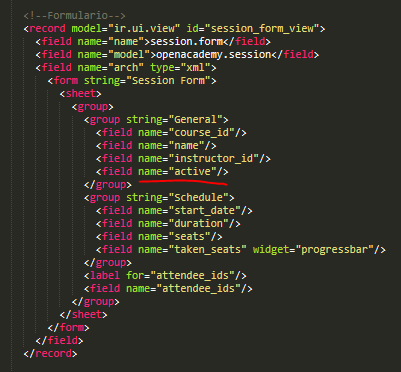 <!--Formulario-->
<record model="ir.ui.view" id="session_form_view">
<field name="name">session.form</field>
<field name="model">openacademy.session</field>
<field name="arch" type="xml">
<form string="Session Form">
<sheet>
<group>
<group string="General">
<field name="course_id"/>
<field name="name"/>
<field name="instructor_id"/>
<field name="active"/>
</group>
<group string="Schedule">
<field name="start_date"/>
<field name="duration"/>
<field name="seats"/>
<field name="taken_seats" widget="progressbar"/>
</group>
<label for="attendee_ids"/>
<field name="attendee_ids"/>
</group>
</sheet>
</form>
</field>
</record>